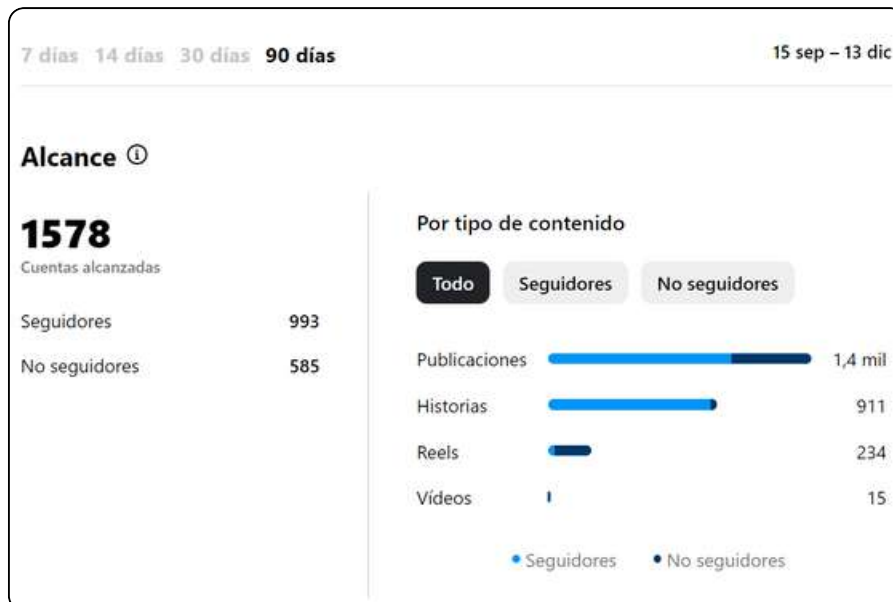 7 días 14 días 30 días 90 días
15 sep – 13 dic
Alcance
1578
Cuentas alcanzadas
Seguidores 993
No seguidores 585
Por tipo de contenido
Todo Seguidores No seguidores
Publicaciones 1,4 mil
Historias 911
Reels 234
Vídeos 15
Seguidores No seguidores